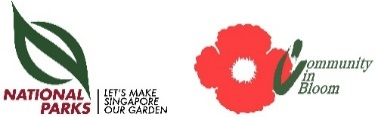 NATIONAL
PARKS
LET'S MAKE
SINGAPORE
OUR GARDEN
Community
in
Bloom